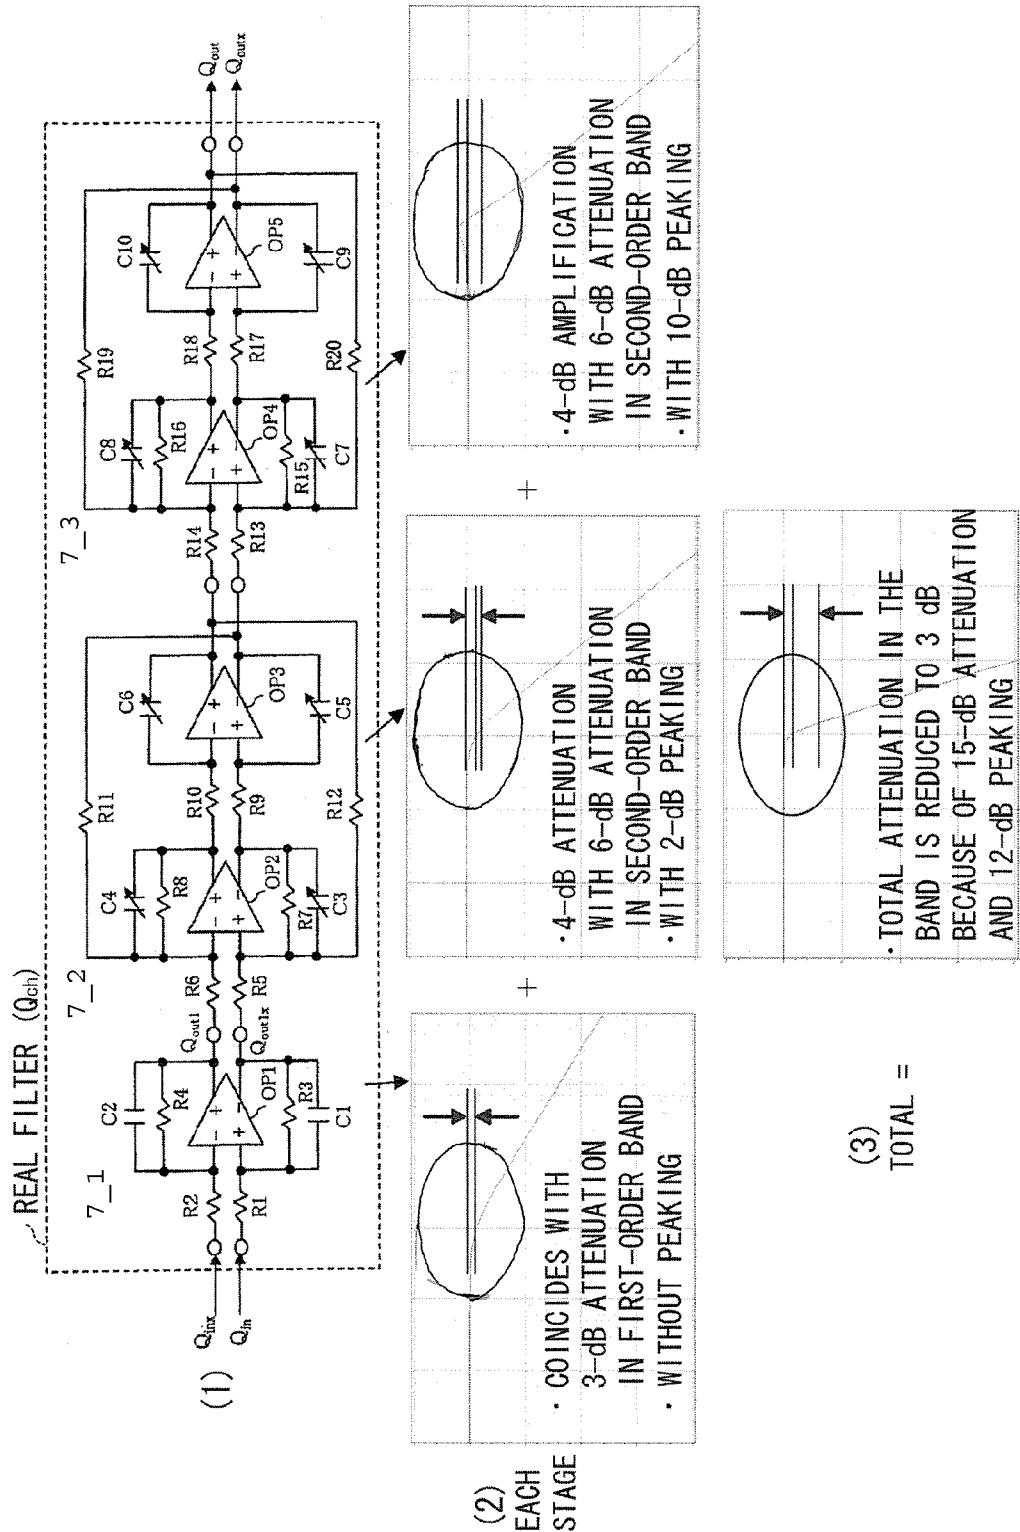 REAL FILTER (Qch)
(1)
Qinx
Qin
7_1
R2
R1
C2
R4
OP1
R3
C1
Qout1
Qout1x
7_2
R6
R5
C4
R8
OP2
R7
C3
R11
R10
R9
R12
C6
OP3
C5
7_3
R14
R13
C8
R16
OP4
R15
C7
R19
R18
R17
R20
C10
OP5
C9
Qout
Qoutx
(2)
EACH
STAGE
· COINCIDES WITH
3-dB ATTENUATION
IN FIRST-ORDER BAND
· WITHOUT PEAKING
+
· 4-dB ATTENUATION
WITH 6-dB ATTENUATION
IN SECOND-ORDER BAND
· WITH 2-dB PEAKING
+
· 4-dB AMPLIFICATION
WITH 6-dB ATTENUATION
IN SECOND-ORDER BAND
· WITH 10-dB PEAKING
(3)
TOTAL =
· TOTAL ATTENUATION IN THE
BAND IS REDUCED TO 3 dB
BECAUSE OF 15-dB ATTENUATION
AND 12-dB PEAKING